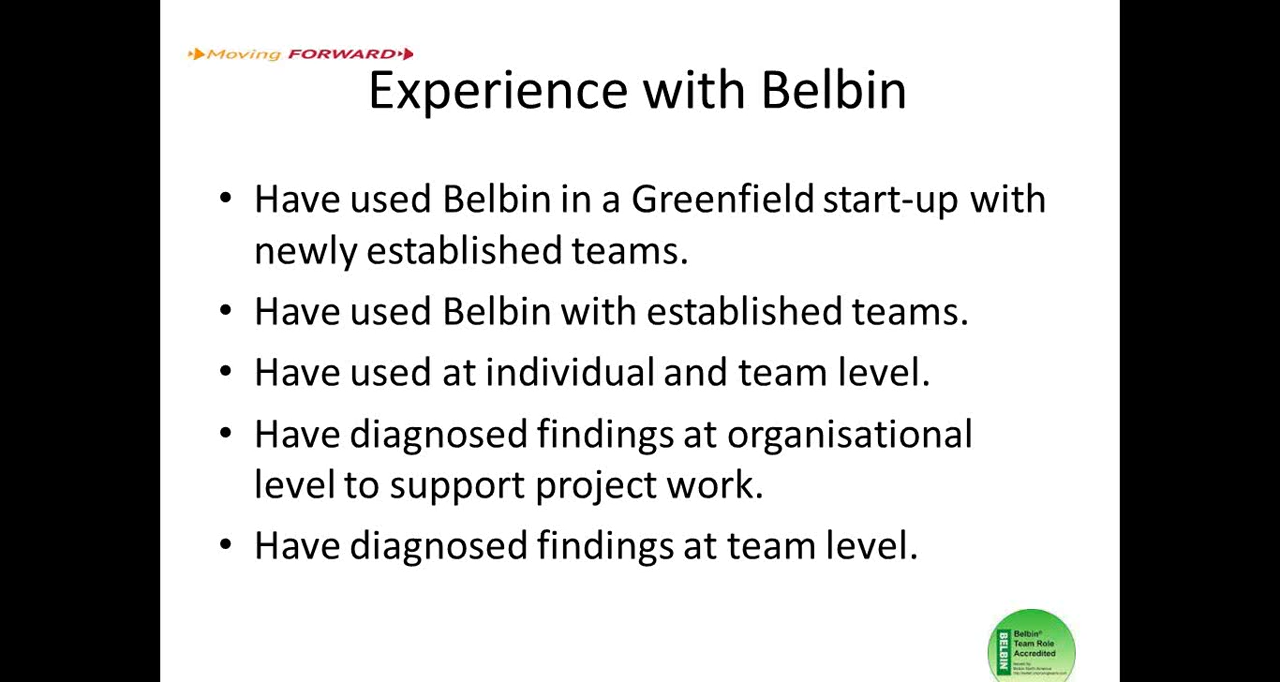 Moving FORWARD
Experience with Belbin
• Have used Belbin in a Greenfield start-up with
newly established teams.
• Have used Belbin with established teams.
• Have used at individual and team level.
• Have diagnosed findings at organisational
level to support project work.
• Have diagnosed findings at team level.
BELBIN
Belbin®
Team Role
Accredited